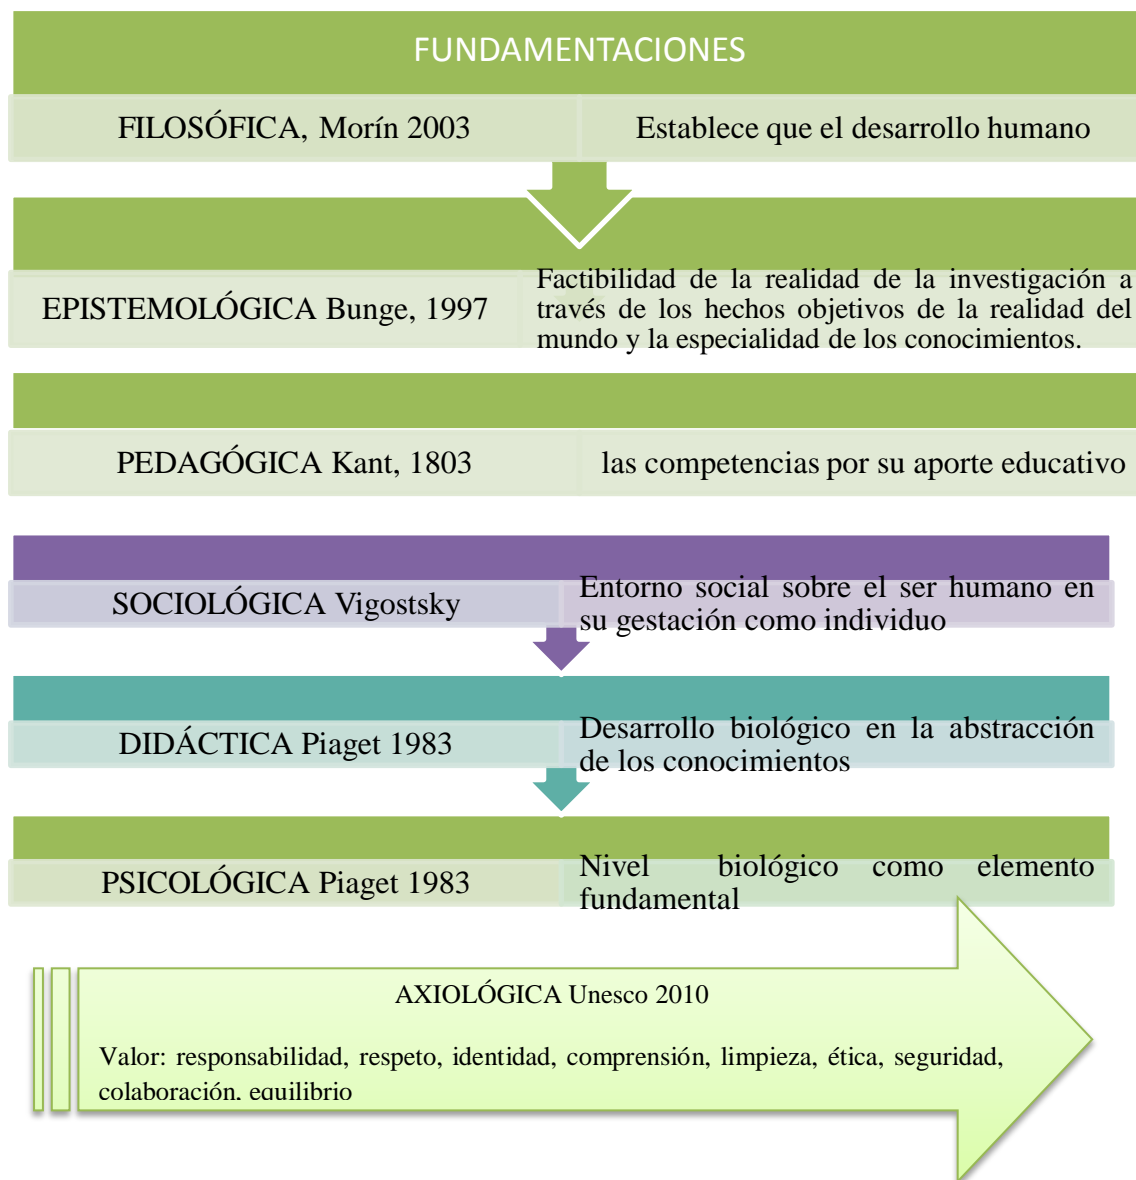 FUNDAMENTACIONES
FILOSÓFICA, Morín 2003
Establece que el desarrollo humano
EPISTEMOLÓGICA Bunge, 1997
Factibilidad de la realidad de la investigación a
través de los hechos objetivos de la realidad del
mundo y la especialidad de los conocimientos.
PEDAGÓGICA Kant, 1803
las competencias por su aporte educativo
SOCIOLÓGICA Vigostsky
Entorno social sobre el ser humano en
su gestación como individuo
DIDÁCTICA Piaget 1983
Desarrollo biológico en la abstracción
de los conocimientos
PSICOLÓGICA Piaget 1983
Nivel biológico como elemento
fundamental
AXIOLÓGICA Unesco 2010
Valor: responsabilidad, respeto, identidad, comprensión, limpieza, ética, seguridad,
colaboración, equilibrio